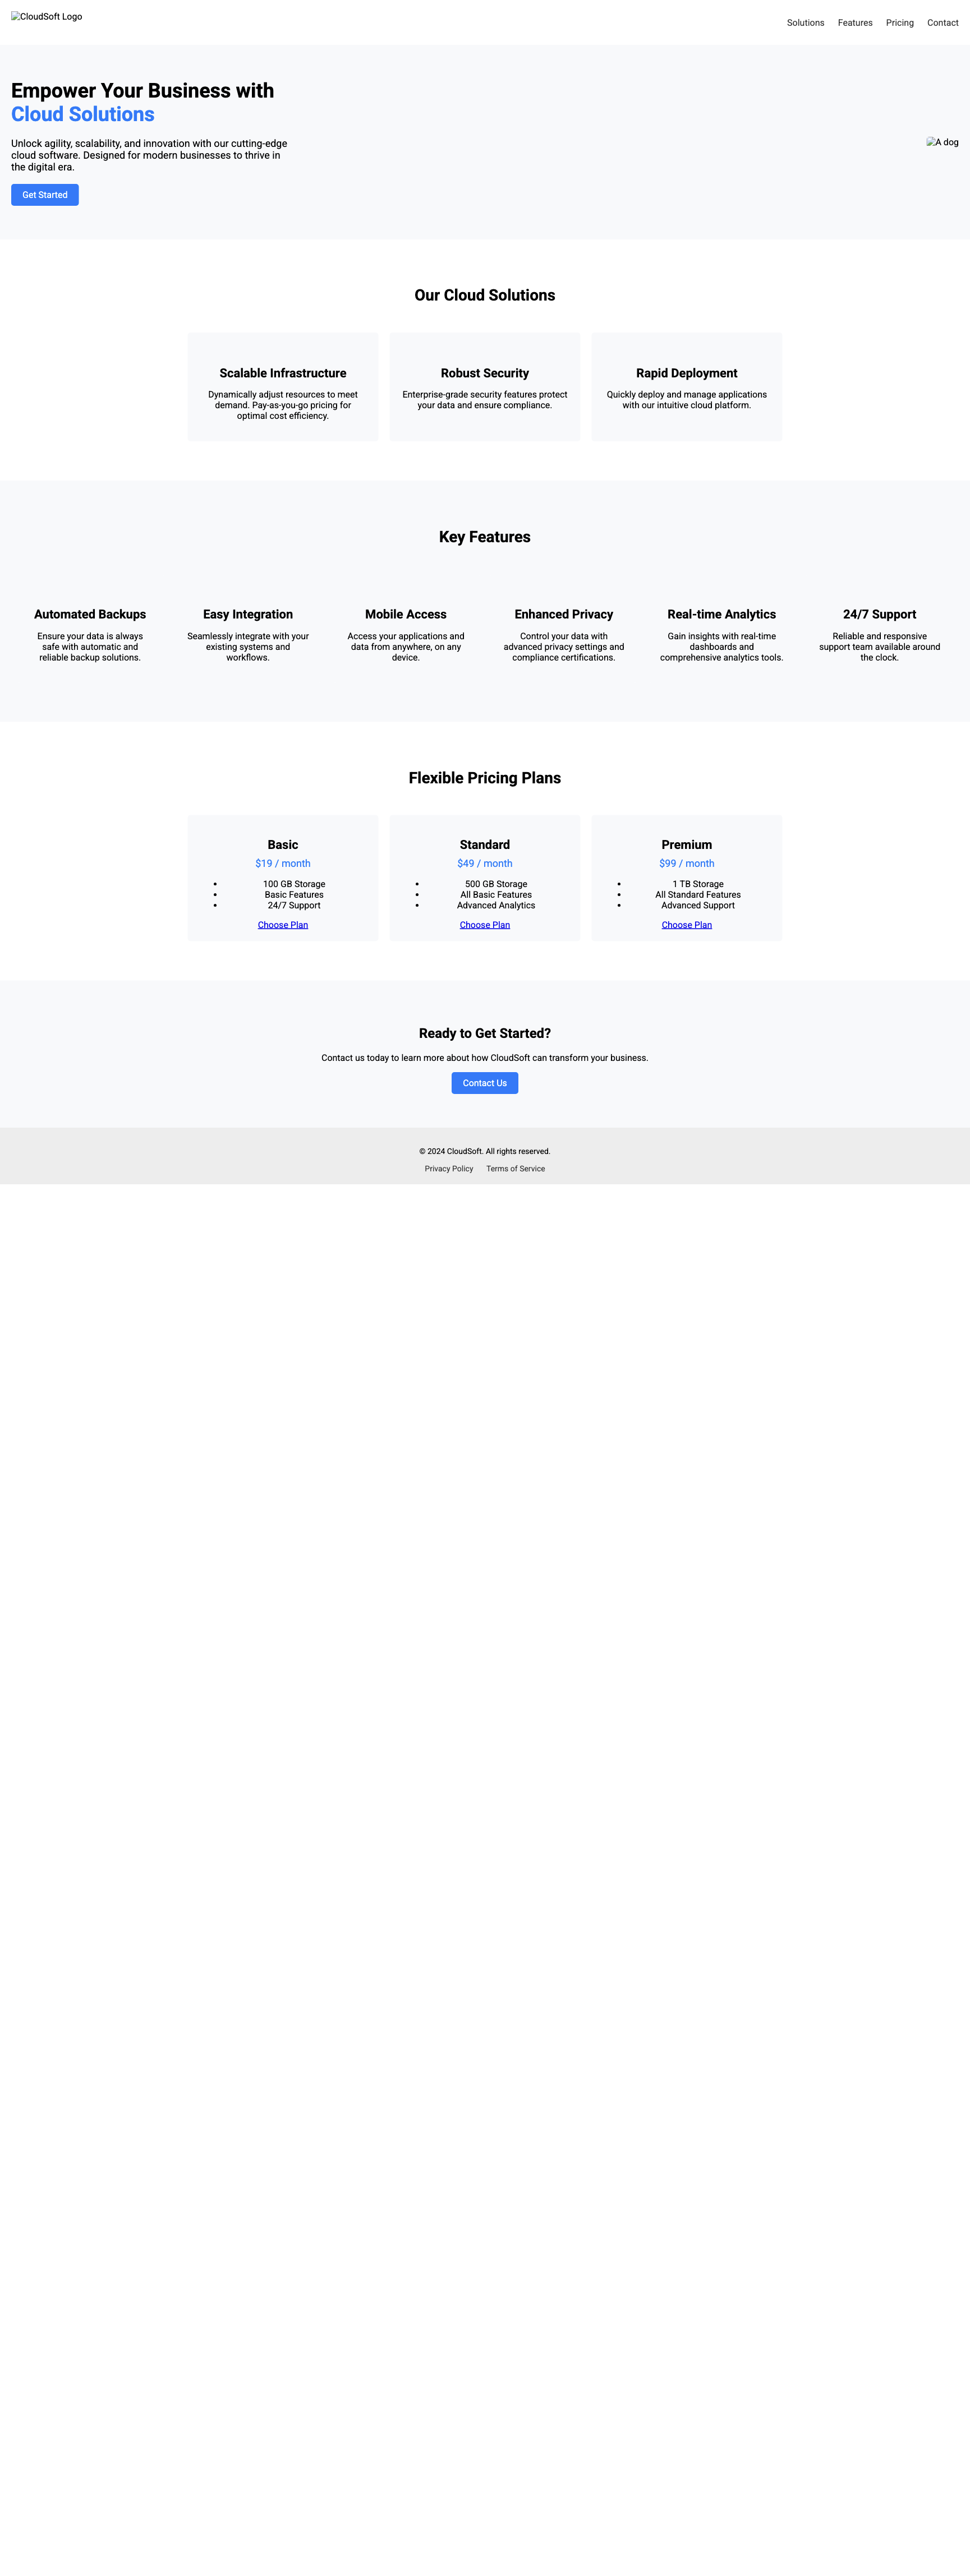 CloudSoft Logo
Solutions Features Pricing Contact
Empower Your Business with
Cloud Solutions
Unlock agility, scalability, and innovation with our cutting-edge
cloud software. Designed for modern businesses to thrive in
the digital era.
A dog
Get Started
Our Cloud Solutions
Scalable Infrastructure
Dynamically adjust resources to meet
demand. Pay-as-you-go pricing for
optimal cost efficiency.
Robust Security
Enterprise-grade security features protect
your data and ensure compliance.
Rapid Deployment
Quickly deploy and manage applications
with our intuitive cloud platform.
Key Features
Automated Backups
Ensure your data is always
safe with automatic and
reliable backup solutions.
Easy Integration
Seamlessly integrate with your
existing systems and
workflows.
Mobile Access
Access your applications and
data from anywhere, on any
device.
Enhanced Privacy
Control your data with
advanced privacy settings and
compliance certifications.
Real-time Analytics
Gain insights with real-time
dashboards and
comprehensive analytics tools.
24/7 Support
Reliable and responsive
support team available around
the clock.
Flexible Pricing Plans
Basic
$19 / month
• 100 GB Storage
• Basic Features
• 24/7 Support
Choose Plan
Standard
$49 / month
• 500 GB Storage
• All Basic Features
• Advanced Analytics
Choose Plan
Premium
$99 / month
• 1 TB Storage
• All Standard Features
• Advanced Support
Choose Plan
Ready to Get Started?
Contact us today to learn more about how CloudSoft can transform your business.
Contact Us
© 2024 CloudSoft. All rights reserved.
Privacy Policy Terms of Service